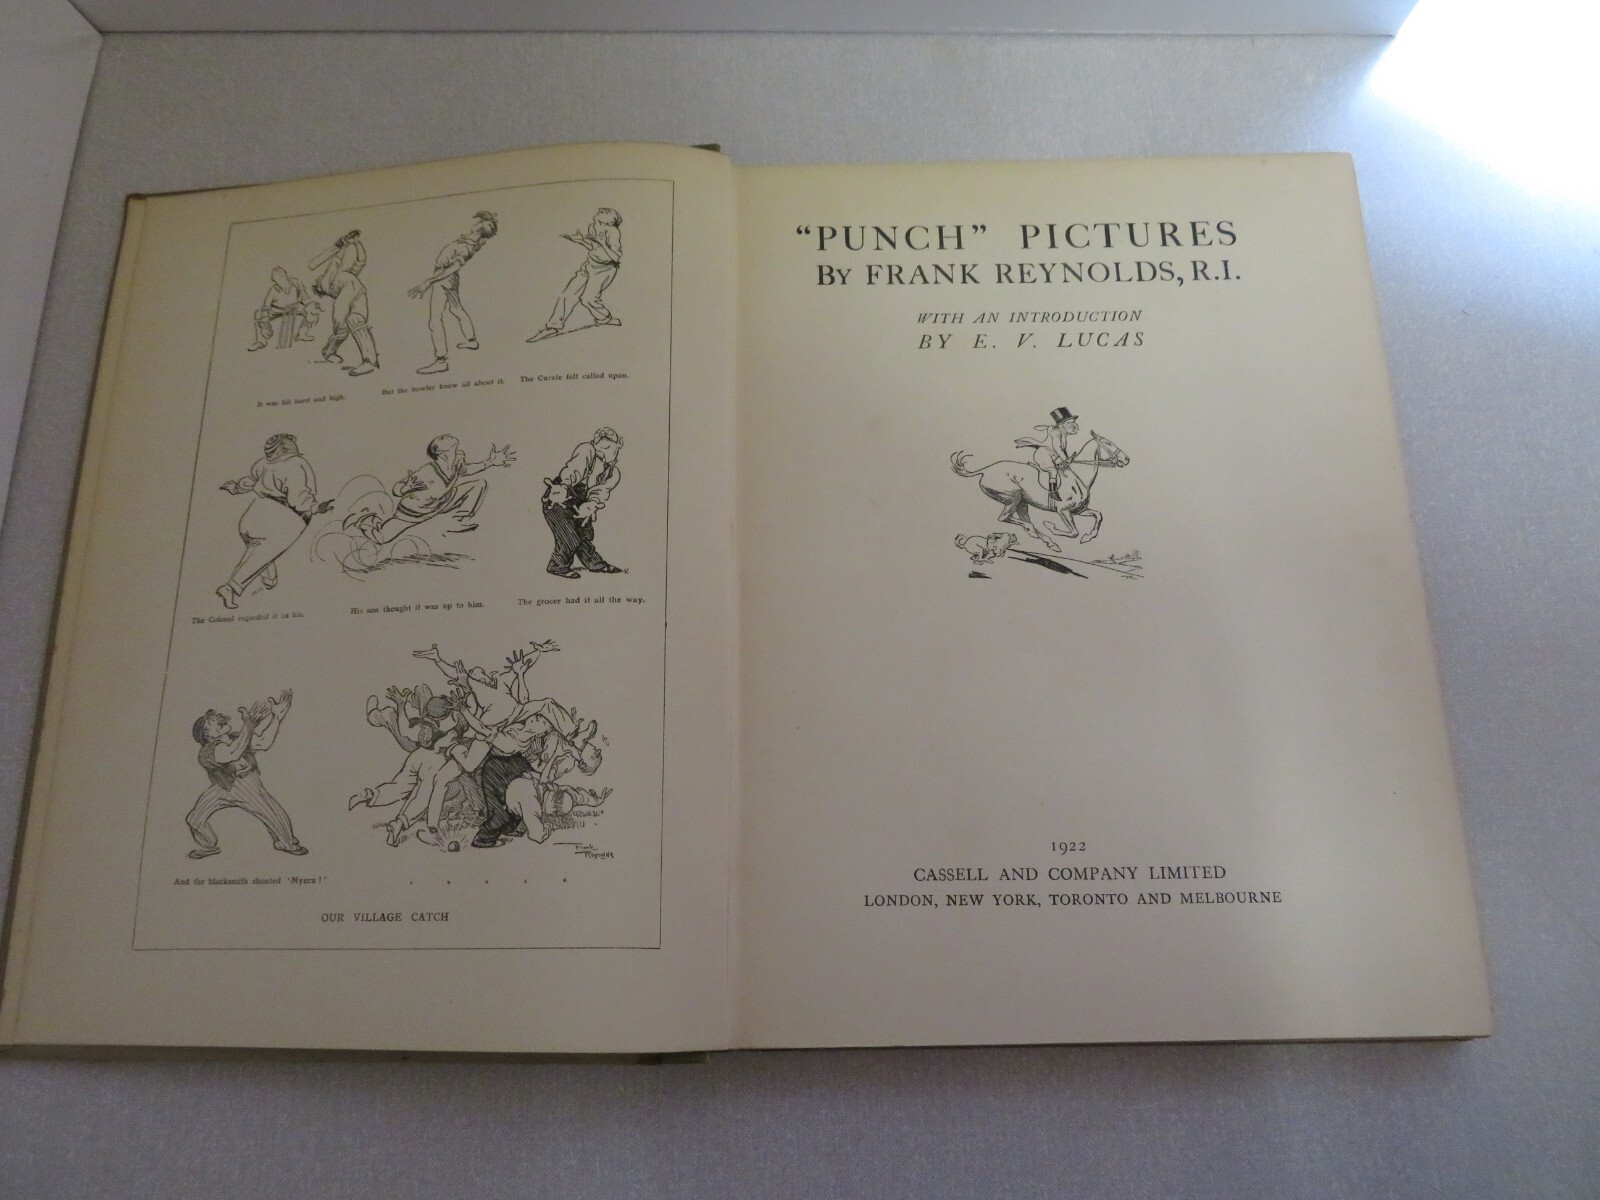 It was hit hard and high.
But the bowler knew all about it.
The Curate felt called upon.
The Colonel regarded it as his.
His son thought it was up to him.
The grocer had it all the way.
And the blacksmith shouted "Myern!"
Frank
Reynolds
OUR VILLAGE CATCH
“PUNCH” PICTURES
BY FRANK REYNOLDS, R.I.
WITH AN INTRODUCTION
BY E. V. LUCAS
1922
CASSELL AND COMPANY LIMITED
LONDON, NEW YORK, TORONTO AND MELBOURNE